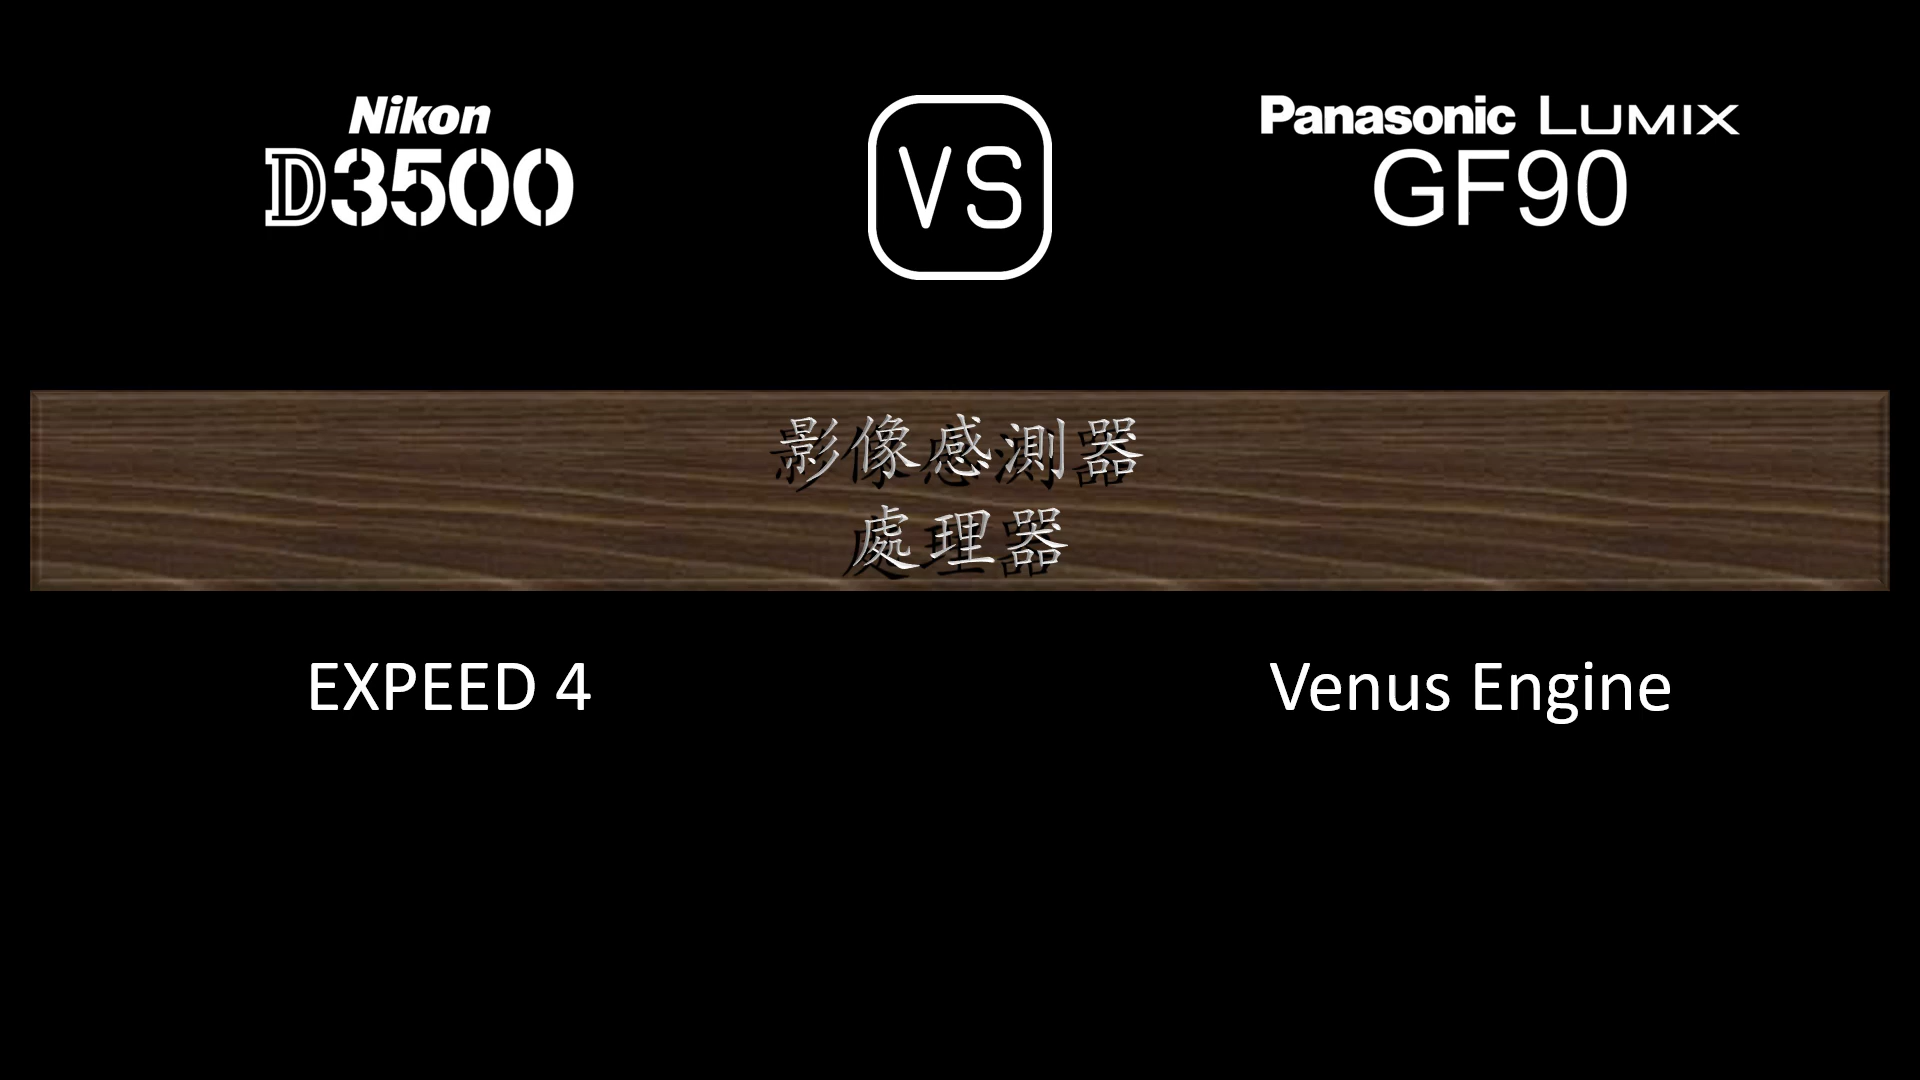 Nikon
D3500
VS
Panasonic LUMIX
GF90
影像感測器
處理器
EXPEED 4
Venus Engine